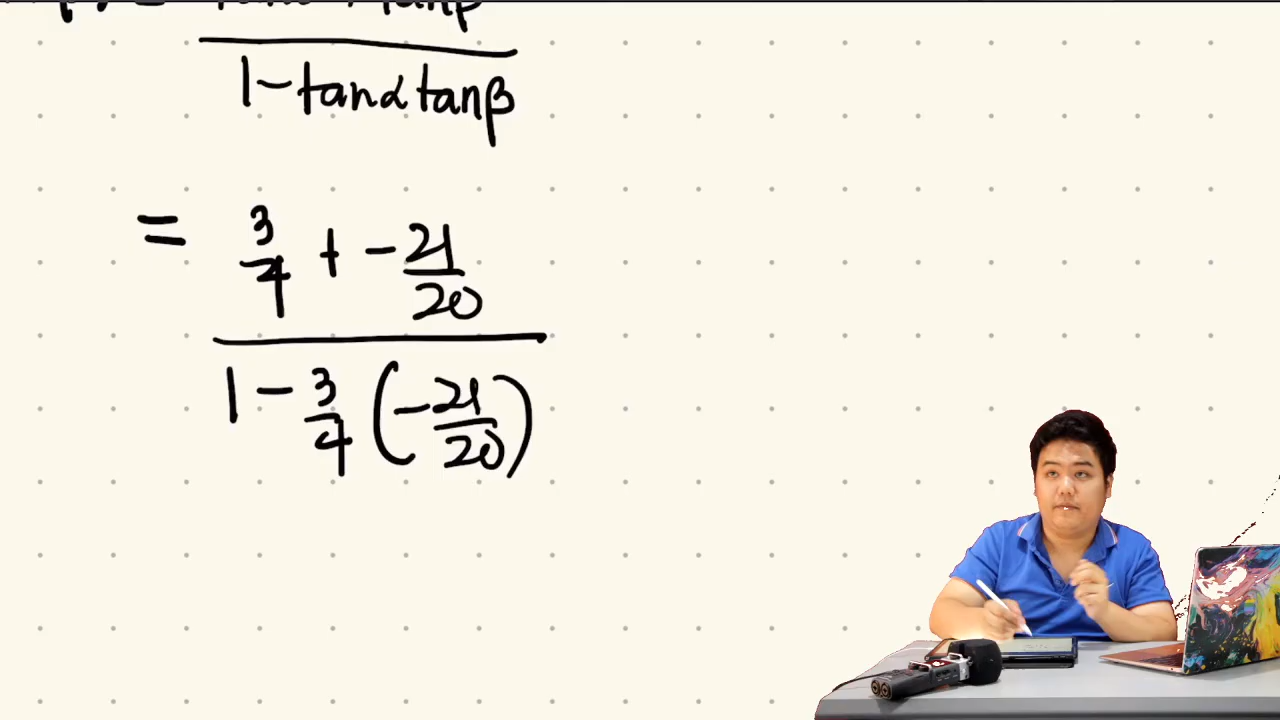 1 - tanα tanβ
= 3/4 + -21/20
1 - 3/4 (-21/20)